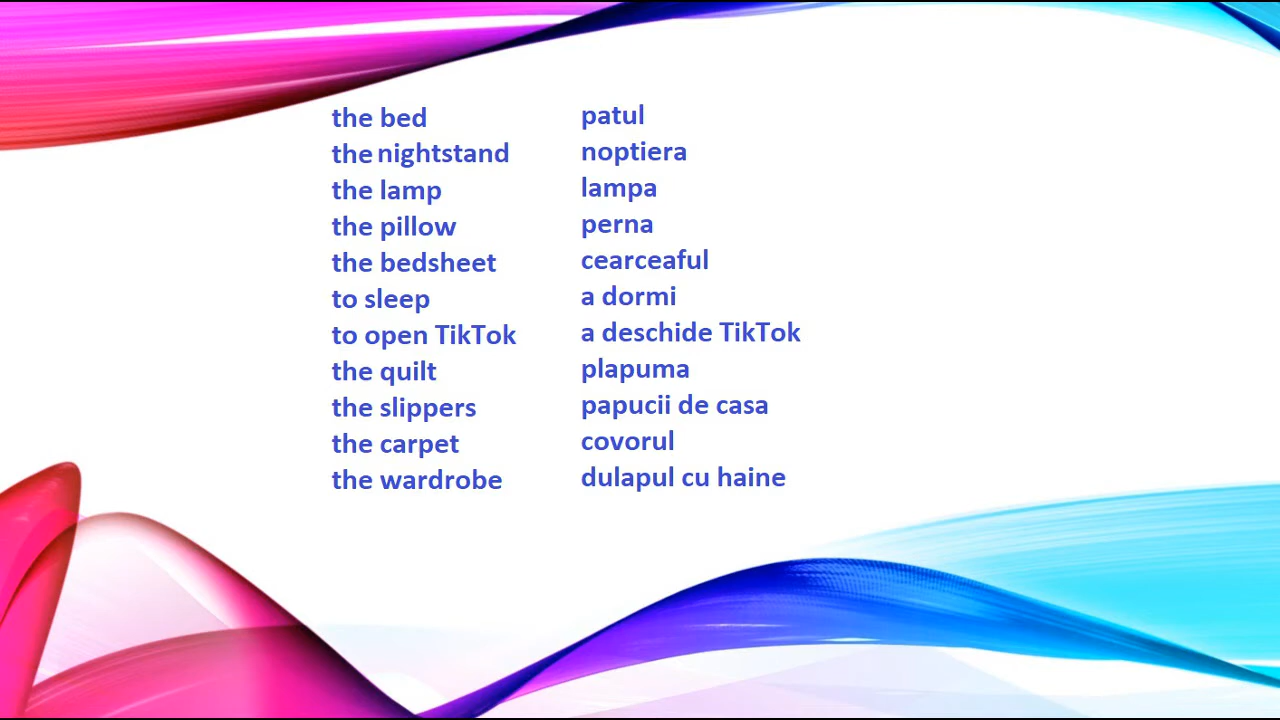 the bed patul
the nightstand noptiera
the lamp lampa
the pillow perna
the bedsheet cearceaful
to sleep a dormi
to open TikTok a deschide TikTok
the quilt plapuma
the slippers papucii de casa
the carpet covorul
the wardrobe dulapul cu haine